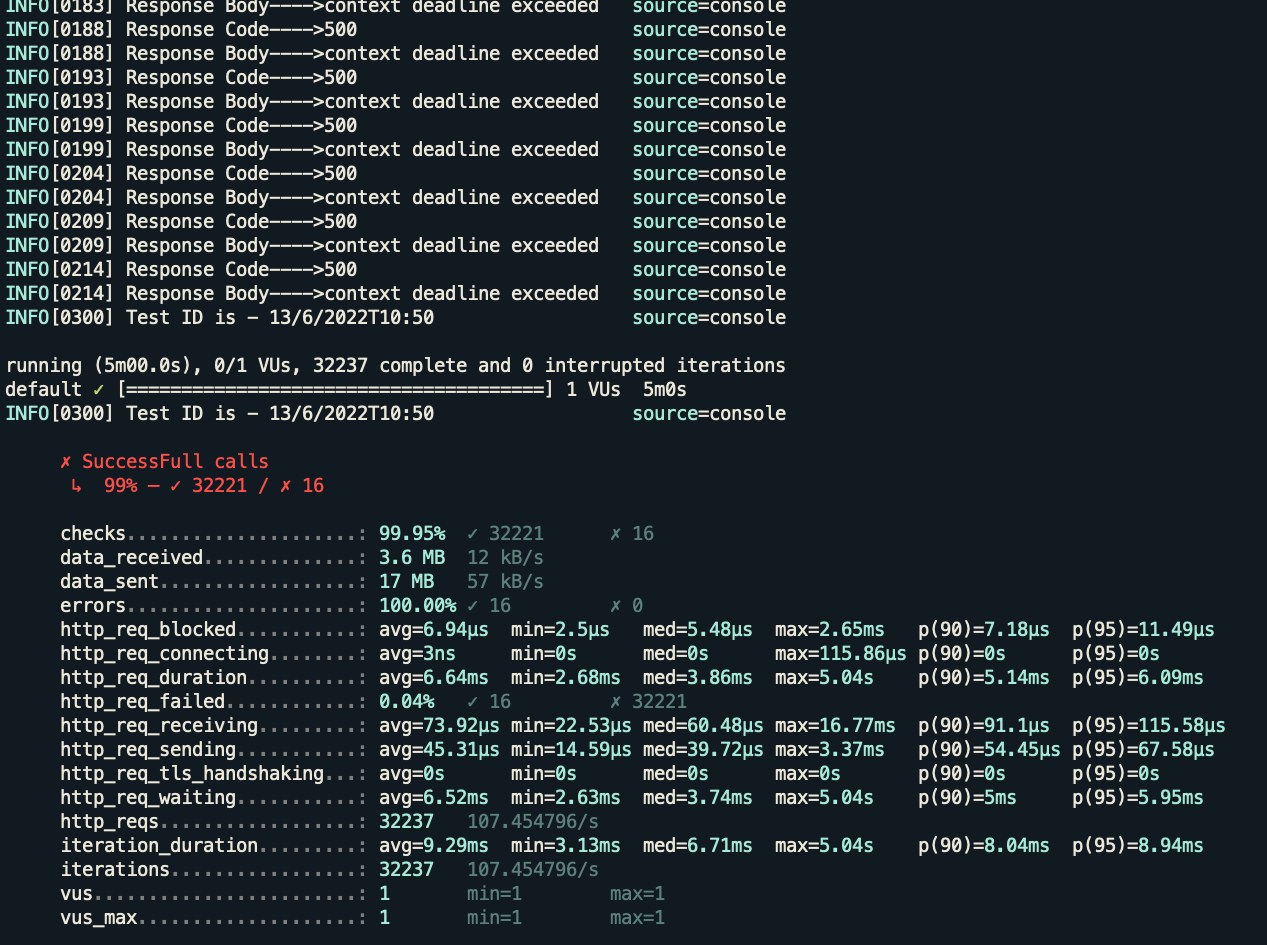 INFO[0183] Response Body---->context deadline exceeded source=console
INFO[0188] Response Code---->500 source=console
INFO[0188] Response Body---->context deadline exceeded source=console
INFO[0193] Response Code---->500 source=console
INFO[0193] Response Body---->context deadline exceeded source=console
INFO[0199] Response Code---->500 source=console
INFO[0199] Response Body---->context deadline exceeded source=console
INFO[0204] Response Code---->500 source=console
INFO[0204] Response Body---->context deadline exceeded source=console
INFO[0209] Response Code---->500 source=console
INFO[0209] Response Body---->context deadline exceeded source=console
INFO[0214] Response Code---->500 source=console
INFO[0214] Response Body---->context deadline exceeded source=console
INFO[0300] Test ID is - 13/6/2022T10:50 source=console
running (5m00.0s), 0/1 VUs, 32237 complete and 0 interrupted iterations
default ✓ [======================================] 1 VUs 5m0s
INFO[0300] Test ID is - 13/6/2022T10:50 source=console
✗ SuccessFull calls
↳ 99% — ✓ 32221 / ✗ 16
checks.....................: 99.95% ✓ 32221 ✗ 16
data_received..............: 3.6 MB 12 kB/s
data_sent..................: 17 MB 57 kB/s
errors.....................: 100.00% ✓ 16 ✗ 0
http_req_blocked...........: avg=6.94µs min=2.5µs med=5.48µs max=2.65ms p(90)=7.18µs p(95)=11.49µs
http_req_connecting........: avg=3ns min=0s med=0s max=115.86µs p(90)=0s p(95)=0s
http_req_duration..........: avg=6.64ms min=2.68ms med=3.86ms max=5.04s p(90)=5.14ms p(95)=6.09ms
http_req_failed............: 0.04% ✓ 16 ✗ 32221
http_req_receiving.........: avg=73.92µs min=22.53µs med=60.48µs max=16.77ms p(90)=91.1µs p(95)=115.58µs
http_req_sending...........: avg=45.31µs min=14.59µs med=39.72µs max=3.37ms p(90)=54.45µs p(95)=67.58µs
http_req_tls_handshaking...: avg=0s min=0s med=0s max=0s p(90)=0s p(95)=0s
http_req_waiting...........: avg=6.52ms min=2.63ms med=3.74ms max=5.04s p(90)=5ms p(95)=5.95ms
http_reqs..................: 32237 107.454796/s
iteration_duration.........: avg=9.29ms min=3.13ms med=6.71ms max=5.04s p(90)=8.04ms p(95)=8.94ms
iterations.................: 32237 107.454796/s
vus........................: 1 min=1 max=1
vus_max....................: 1 min=1 max=1